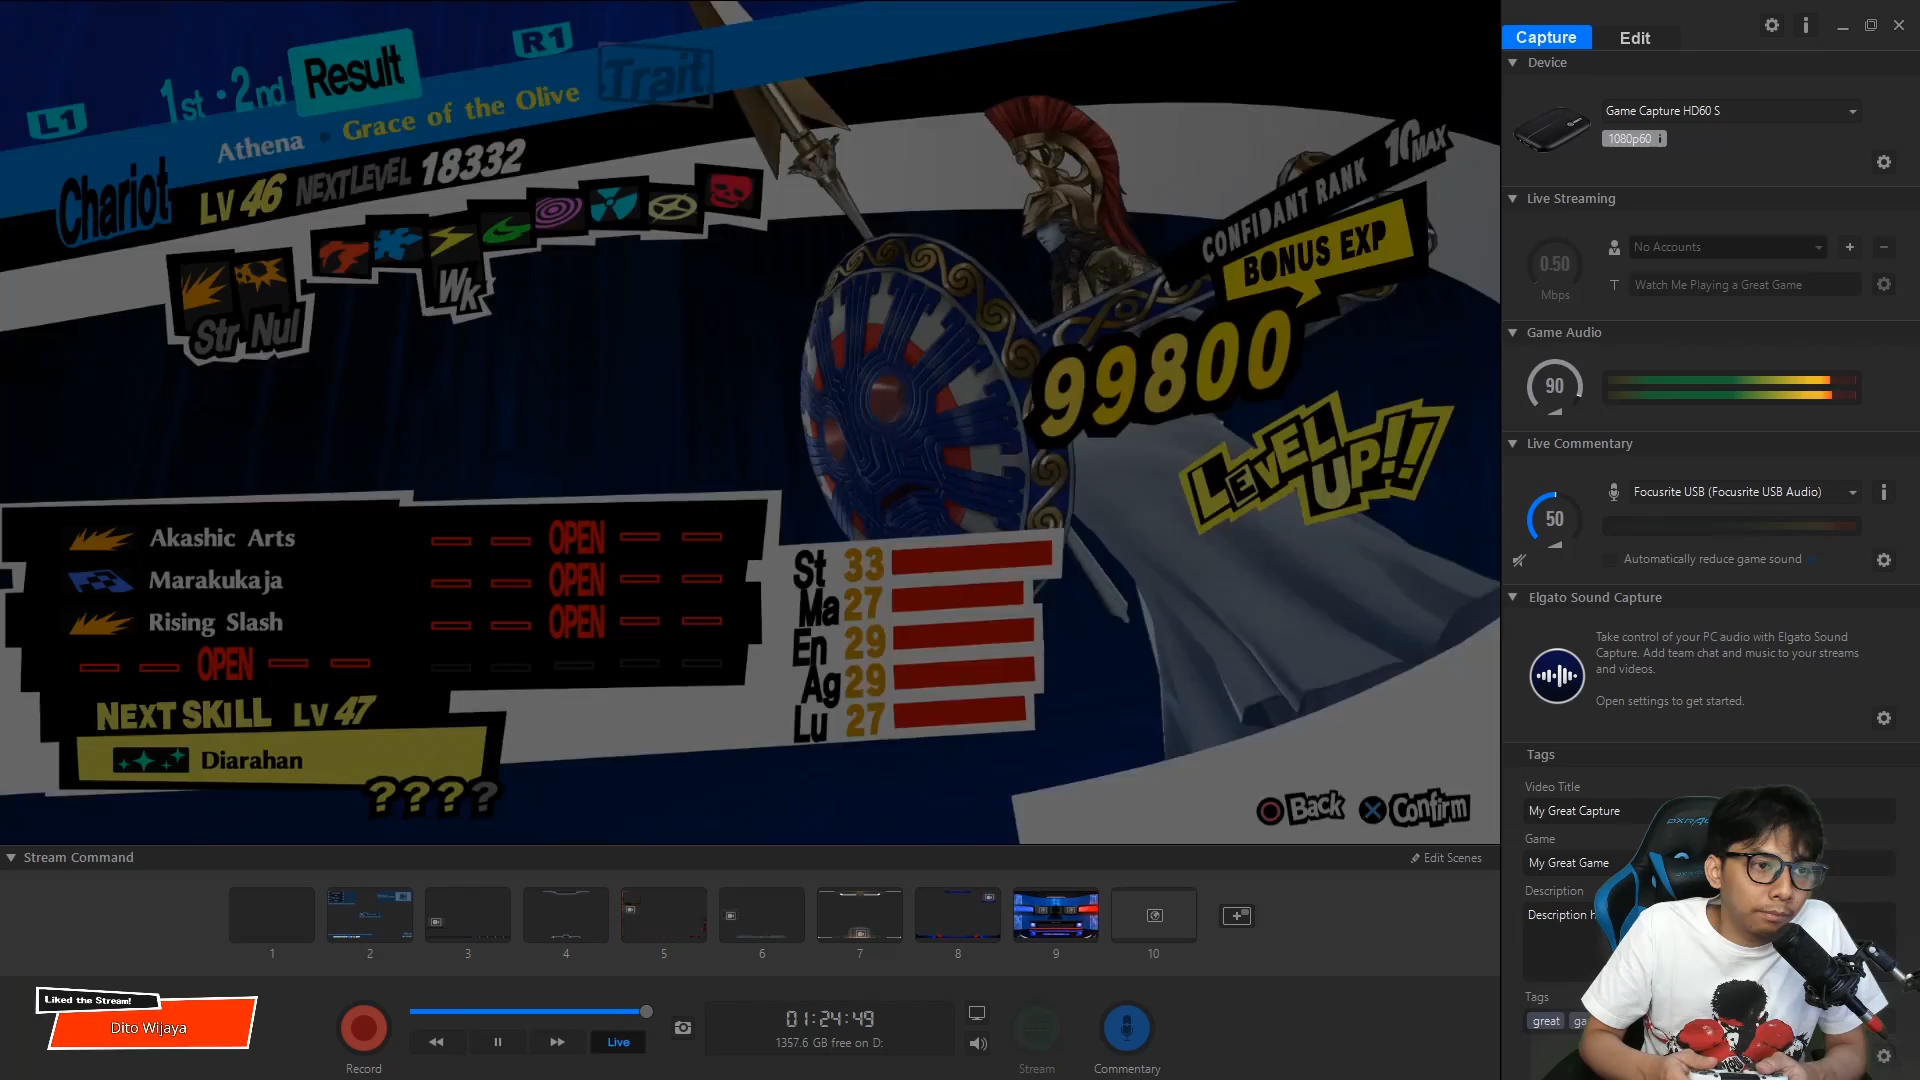 L1
1st・2nd
Result
R1
Trait
Athena • Grace of the Olive
Chariot
LV 46 NEXT LEVEL 18332
Str Nul
Wk
CONFIDANT RANK 10 MAX
BONUS EXP
99800
LEVEL UP!!
Akashic Arts
OPEN
Marakukaja
OPEN
Rising Slash
OPEN
OPEN
NEXT SKILL LV 47
Diarahan
????
St 33
Ma 27
En 29
Ag 29
Lu 27
Back
Confirm
Capture
Edit
Device
Game Capture HD60 S
1080p60 i
Live Streaming
0.50
Mbps
No Accounts
T
Watch Me Playing a Great Game
Game Audio
90
Live Commentary
Focusrite USB (Focusrite USB Audio)
50
Automatically reduce game sound
Elgato Sound Capture
Take control of your PC audio with Elgato Sound
Capture. Add team chat and music to your streams
and videos.
Open settings to get started.
Tags
Video Title
My Great Capture
Game
My Great Game
Description
Description h
Tags
great
ga
Stream Command
Edit Scenes
1
2
3
4
5
6
7
8
9
10
Liked the Stream!
Dito Wijaya
Record
Live
01:24:49
1357.6 GB free on D:
Stream
Commentary